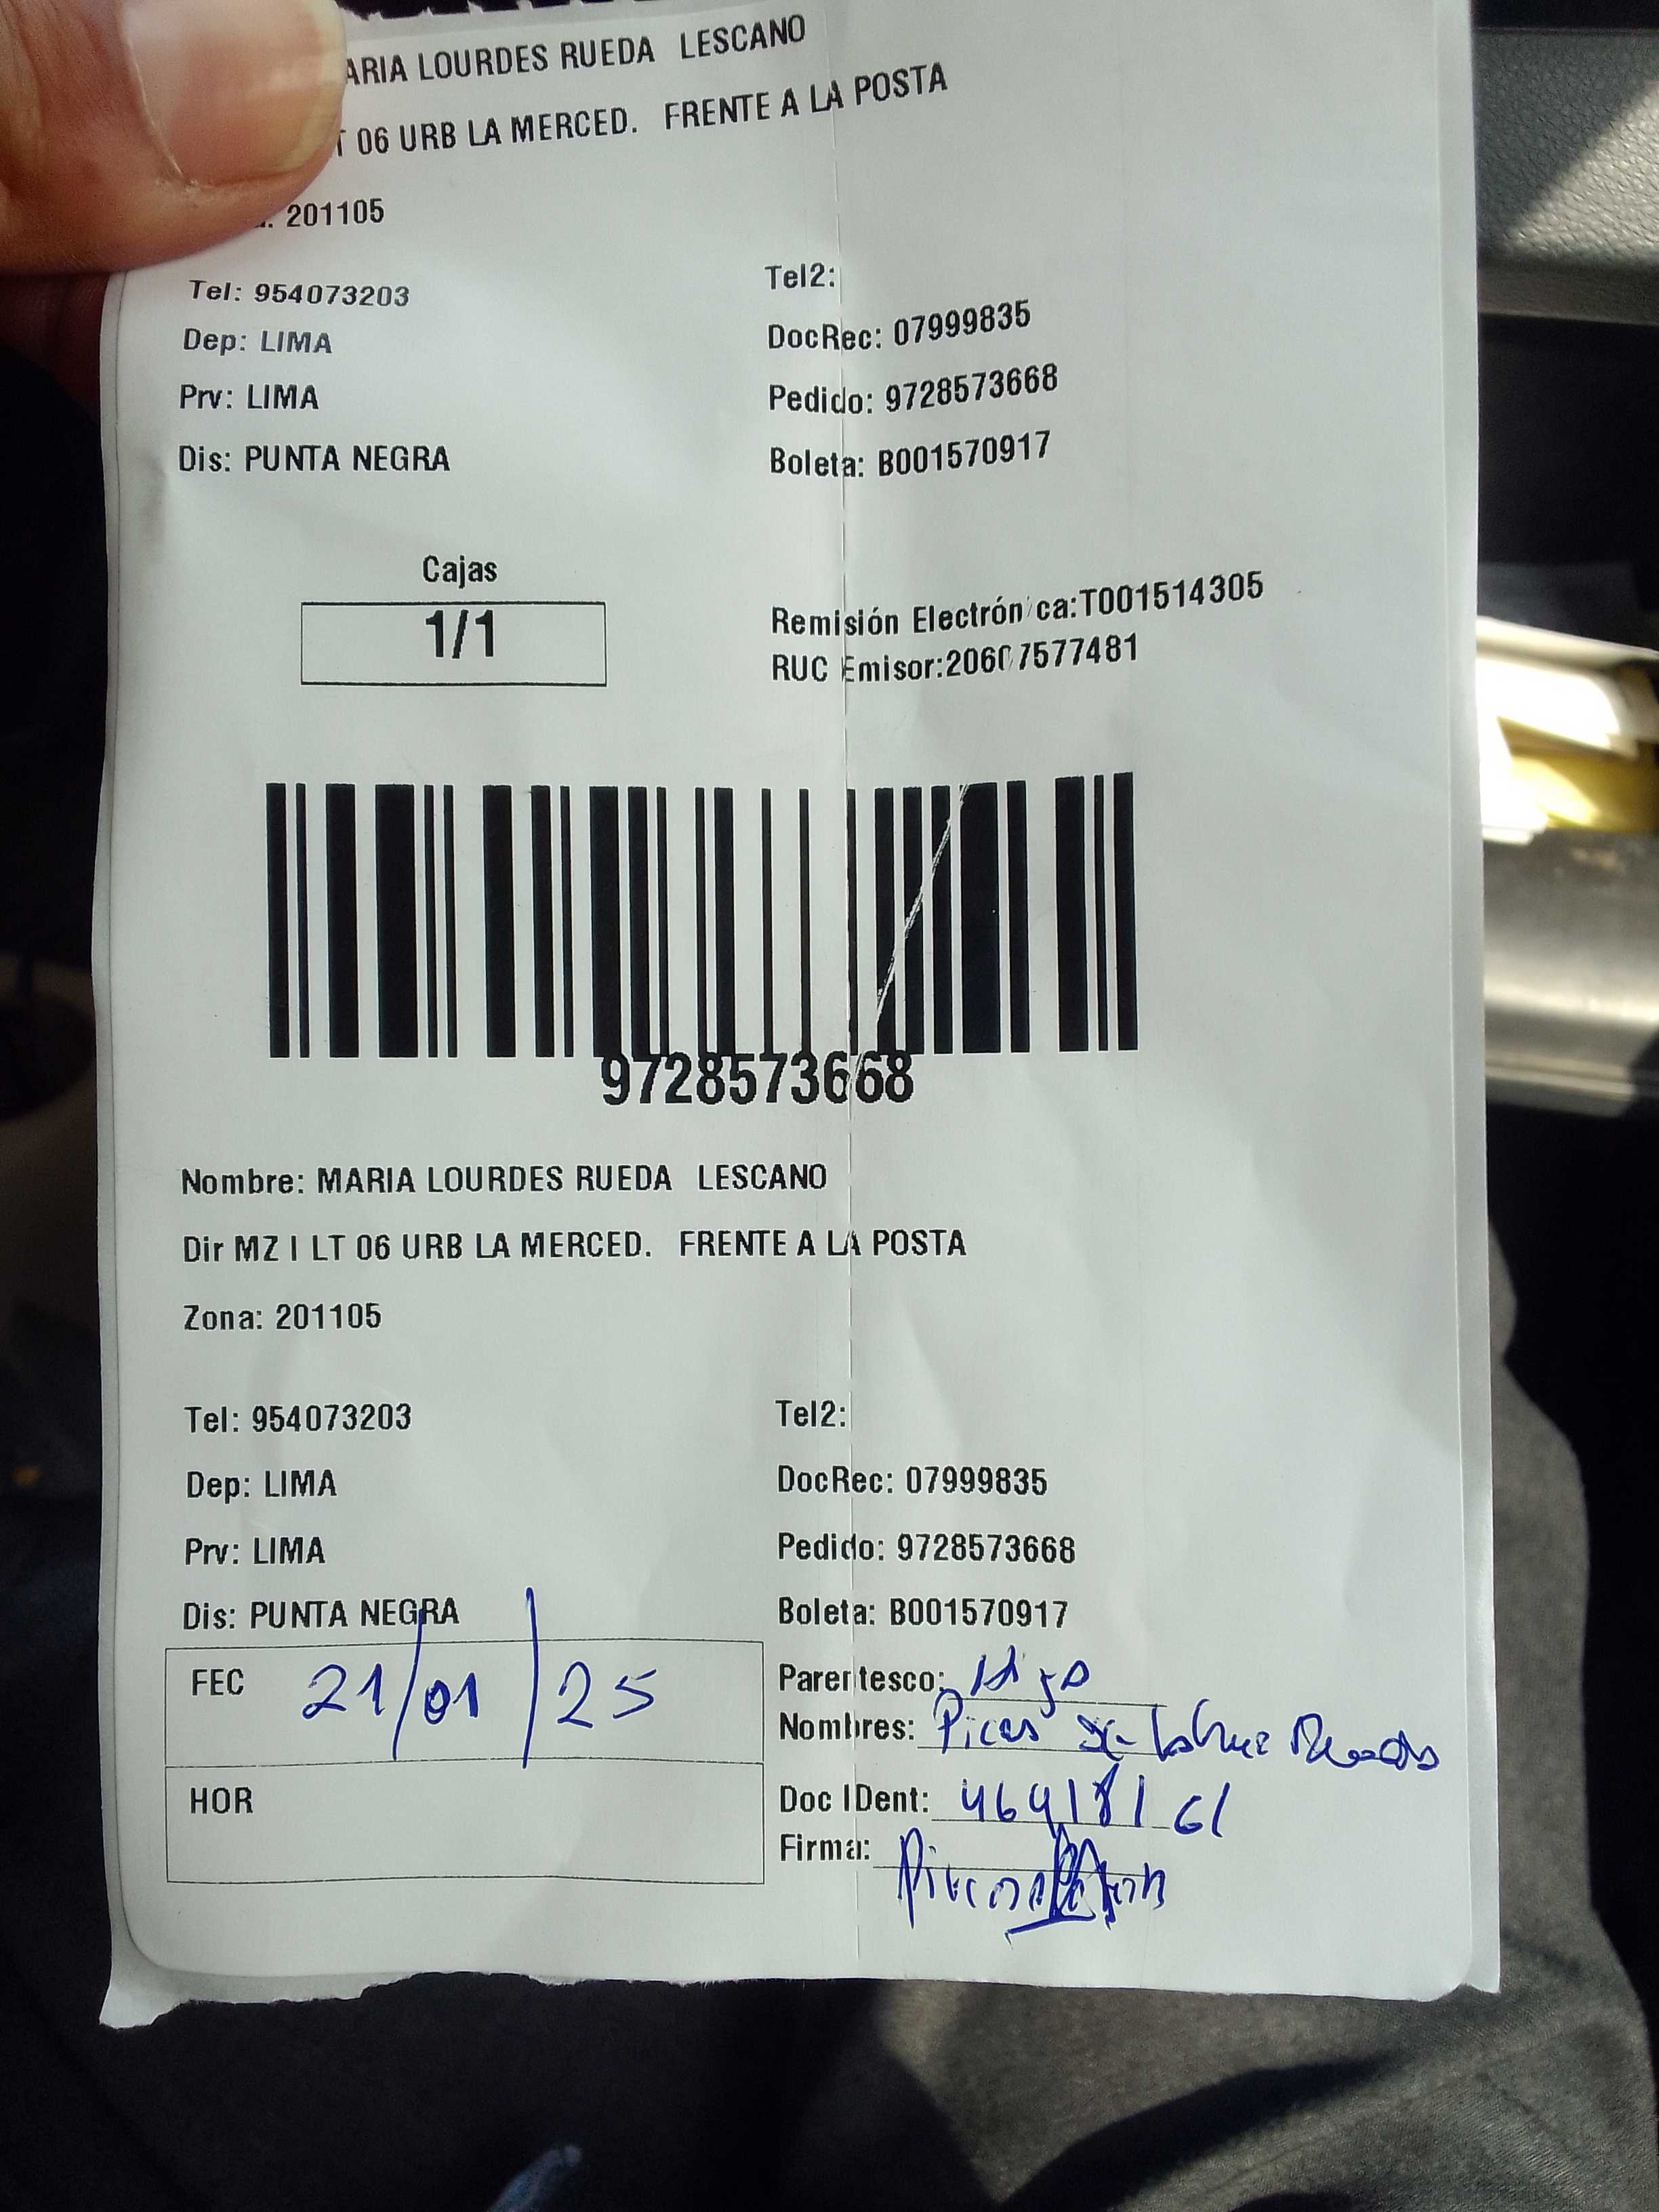 ARIA LOURDES RUEDA LESCANO
T 06 URB LA MERCED. FRENTE A LA POSTA
. 201105
Tel: 954073203 Tel2:
Dep: LIMA DocRec: 07999835
Prv: LIMA Pedido: 9728573668
Dis: PUNTA NEGRA Boleta: B001570917
Cajas
1/1
Remisión Electrónica:T001514305
RUC Emisor:20607577481
9728573668
Nombre: MARIA LOURDES RUEDA LESCANO
Dir MZ I LT 06 URB LA MERCED. FRENTE A LA POSTA
Zona: 201105
Tel: 954073203 Tel2:
Dep: LIMA DocRec: 07999835
Prv: LIMA Pedido: 9728573668
Dis: PUNTA NEGRA Boleta: B001570917
FEC 21/01/25
Parentesco: Hijo
Nombres:
HOR
Doc IDent: 46418161
Firma: